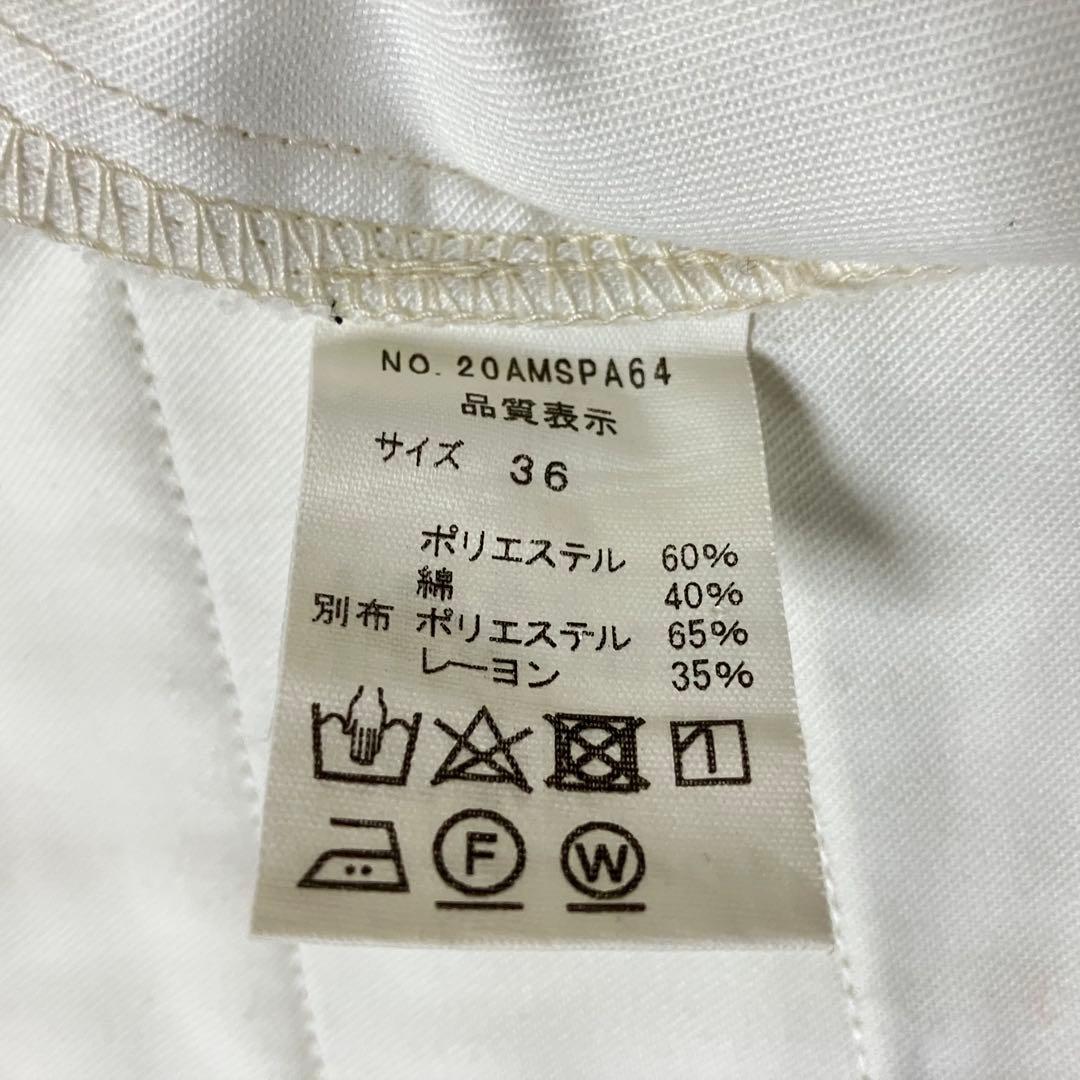 NO. 20AMSPA64
品質表示
サイズ 36
ポリエステル 60%
綿 40%
別布 ポリエステル 65%
レーヨン 35%
F W